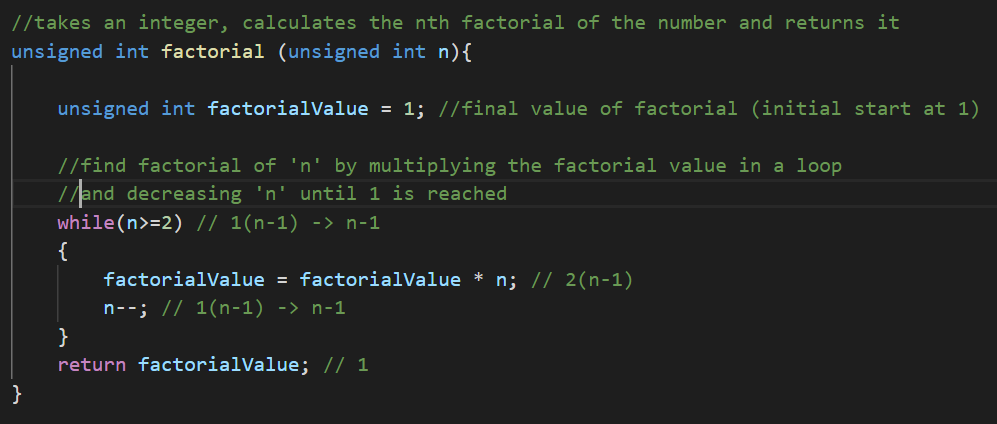 //takes an integer, calculates the nth factorial of the number and returns it
unsigned int factorial (unsigned int n){
unsigned int factorialValue = 1; //final value of factorial (initial start at 1)
//find factorial of 'n' by multiplying the factorial value in a loop
//and decreasing 'n' until 1 is reached
while(n>=2) // 1(n-1) -> n-1
{
factorialValue = factorialValue * n; // 2(n-1)
n--; // 1(n-1) -> n-1
}
return factorialValue; // 1
}